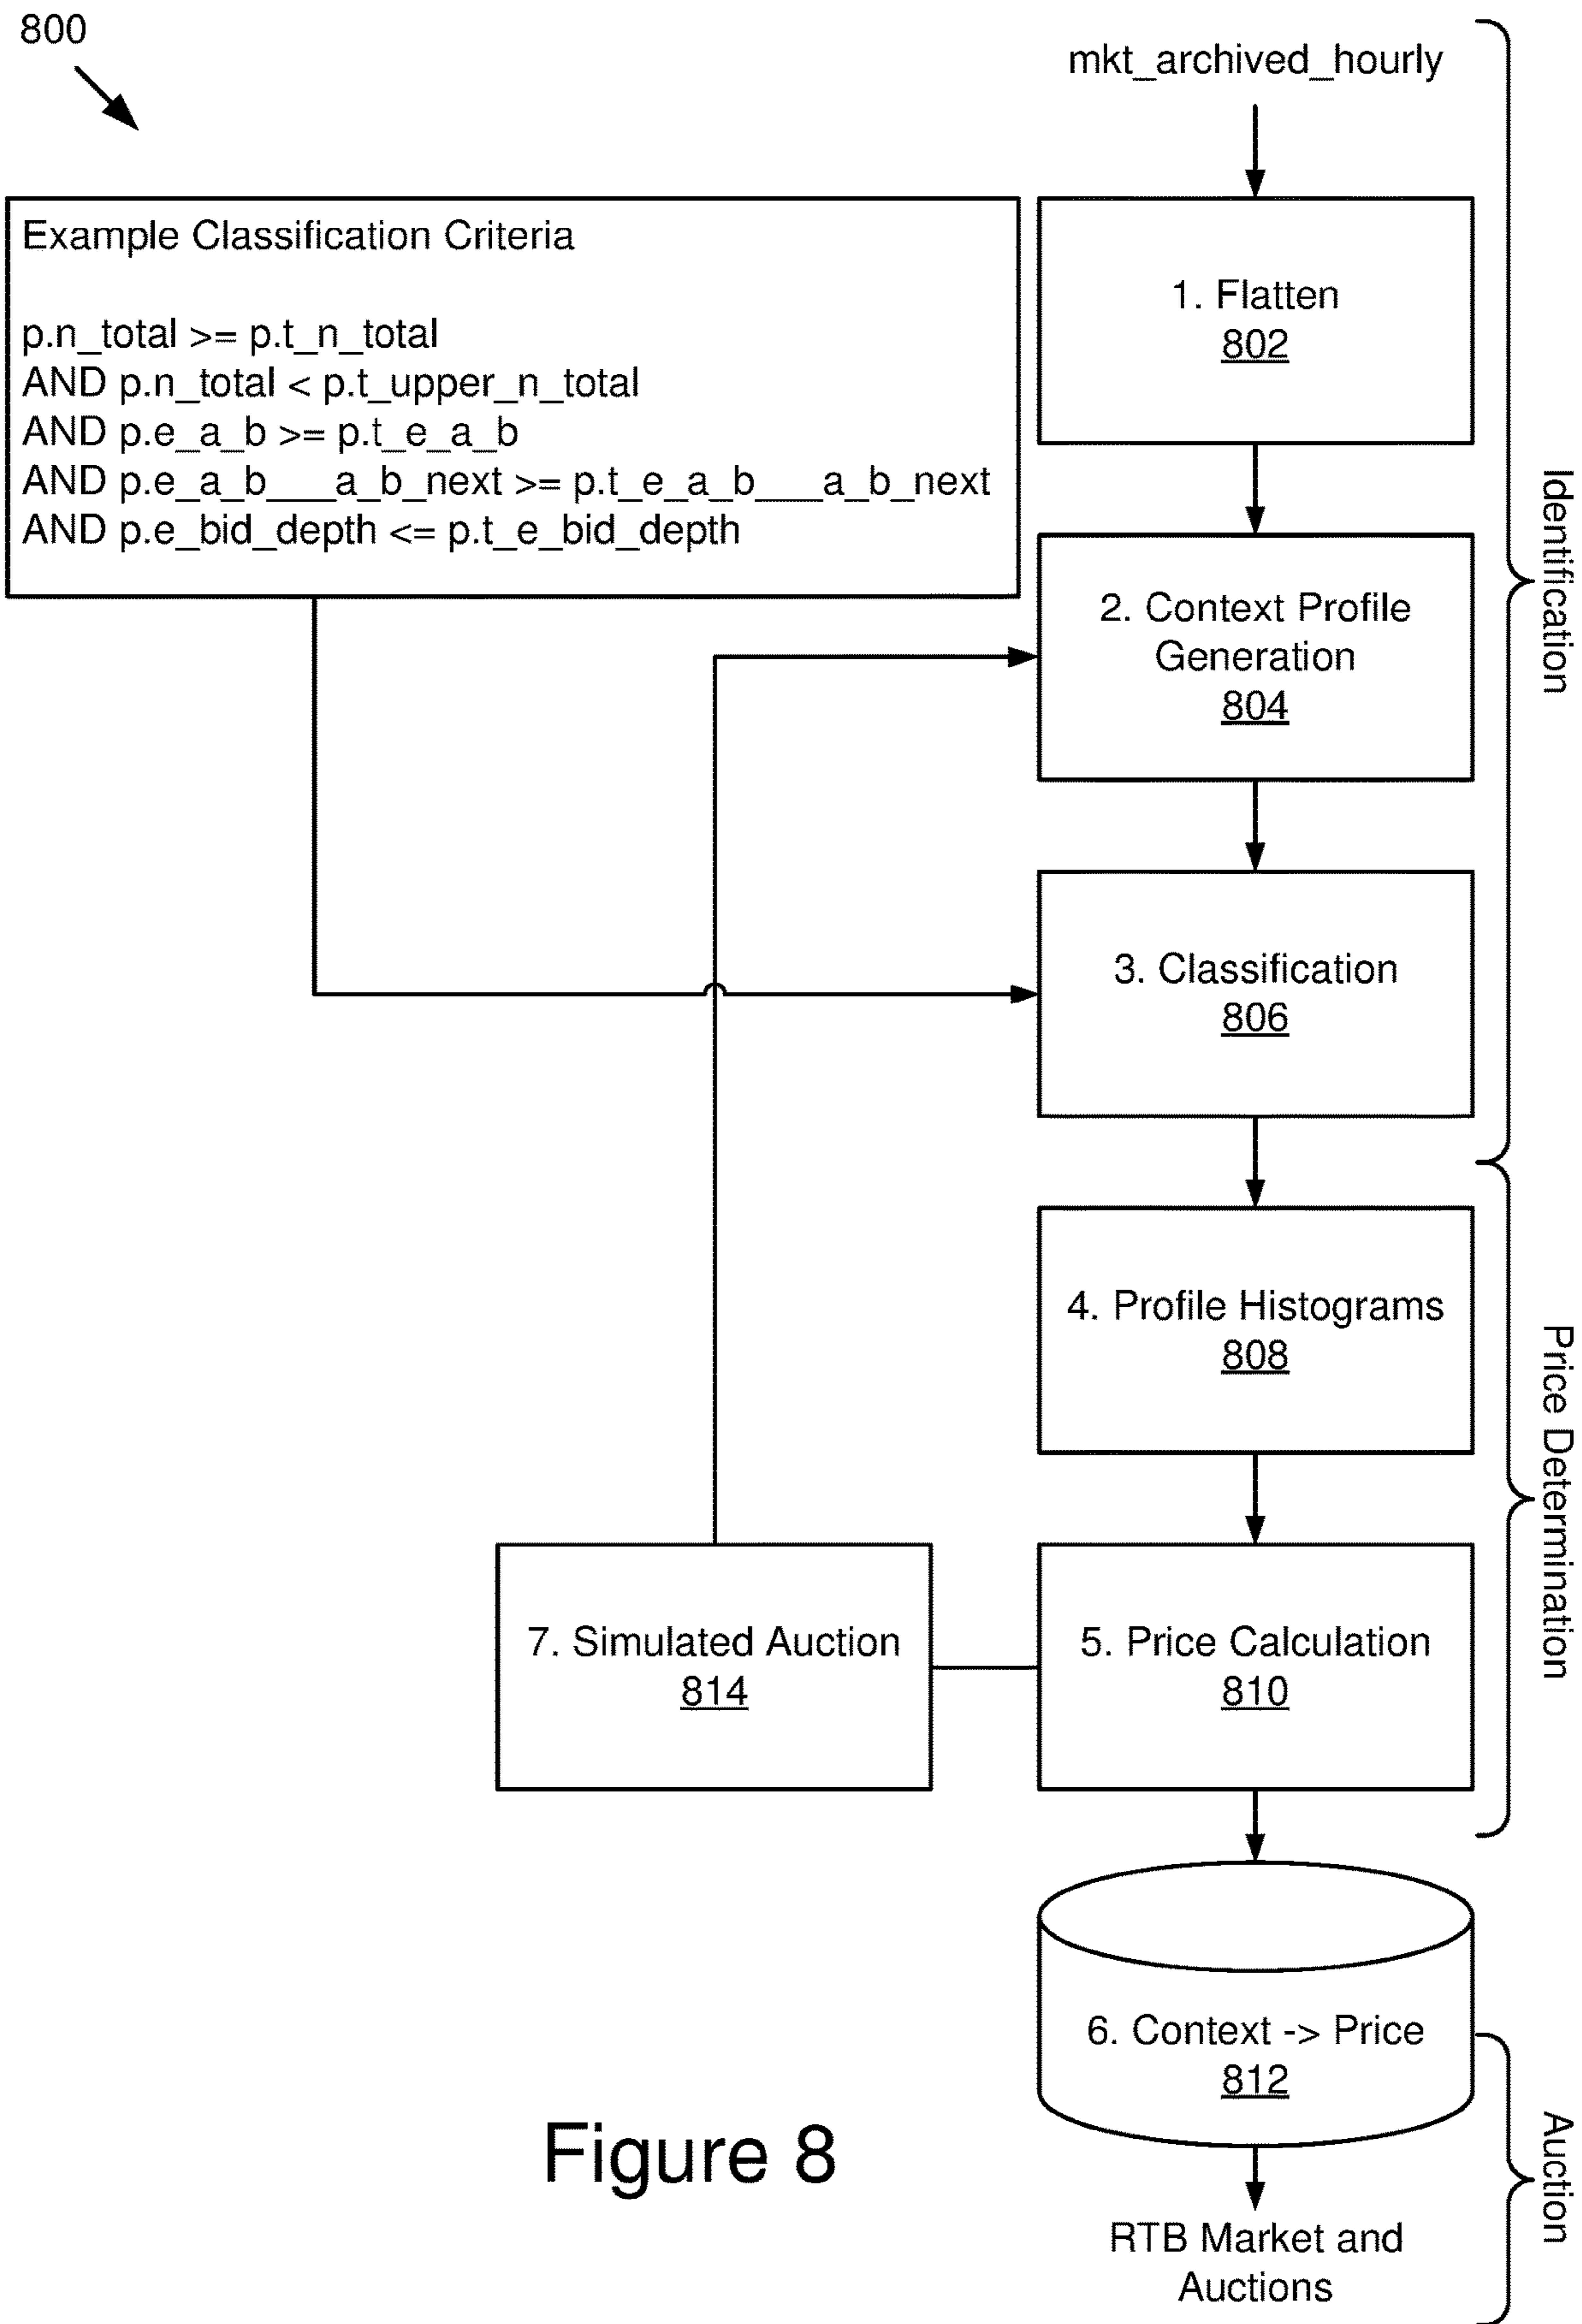 800
mkt_archived_hourly
Example Classification Criteria
p.n_total >= p.t_n_total
AND p.n_total < p.t_upper_n_total
AND p.e_a_b >= p.t_e_a_b
AND p.e_a_b___a_b_next >= p.t_e_a_b___a_b_next
AND p.e_bid_depth <= p.t_e_bid_depth
1. Flatten
802
2. Context Profile
Generation
804
3. Classification
806
Identification
4. Profile Histograms
808
7. Simulated Auction
814
5. Price Calculation
810
Price Determination
6. Context -> Price
812
RTB Market and
Auctions
Auction
Figure 8